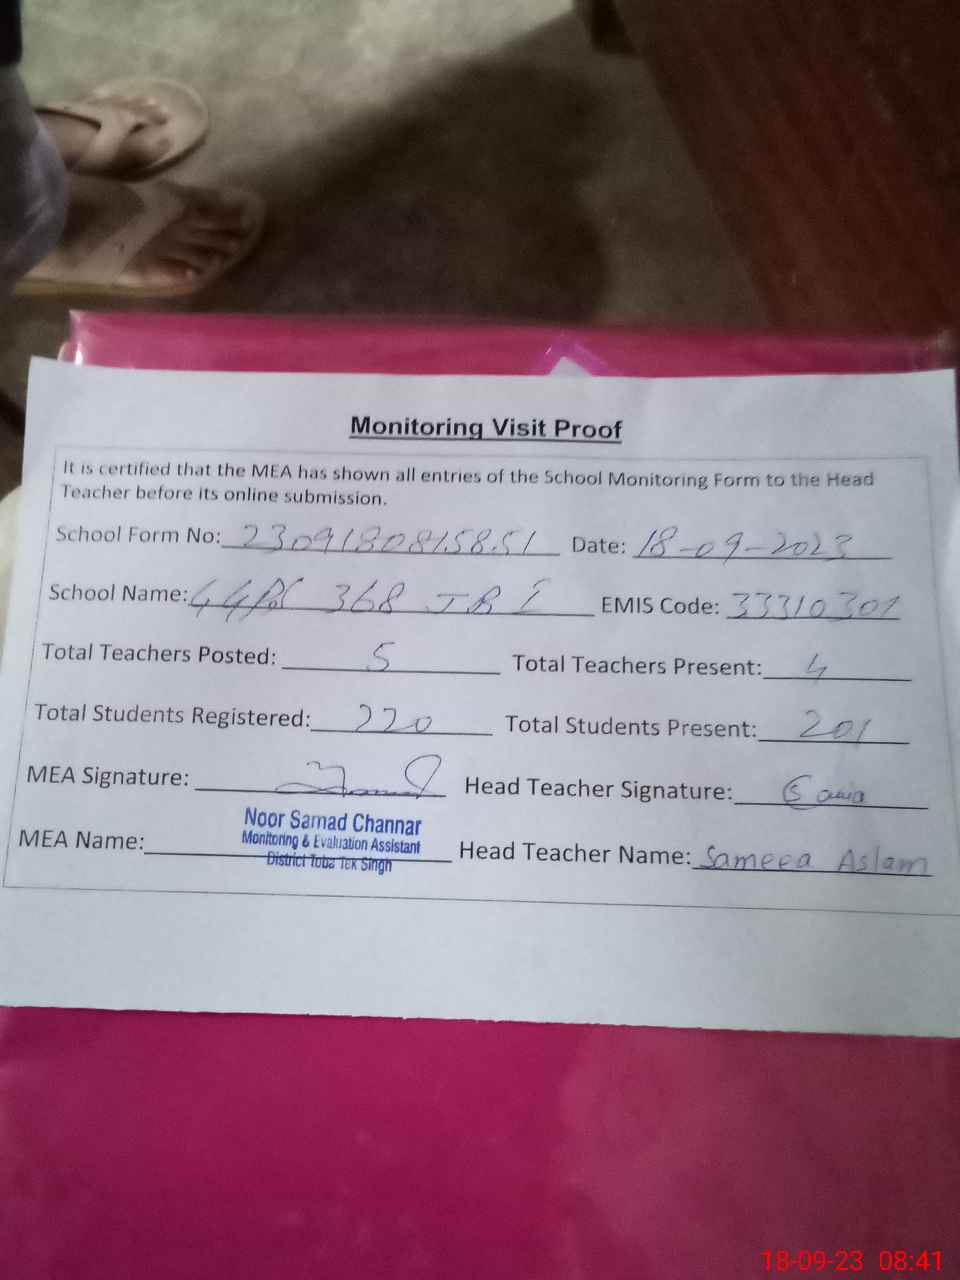 Monitoring Visit Proof
It is certified that the MEA has shown all entries of the School Monitoring Form to the Head
Teacher before its online submission.
School Form No: 23091808158.51 Date: 18-09-2023
School Name: 368 JB EMIS Code: 33310301
Total Teachers Posted: 5 Total Teachers Present: 4
Total Students Registered: 220 Total Students Present: 201
MEA Signature: Head Teacher Signature:
Noor Samad Channar
Monitoring & Evaluation Assistant
District Toba Tek Singh
MEA Name: Head Teacher Name: Sameea Aslam
18-09-23 08:41